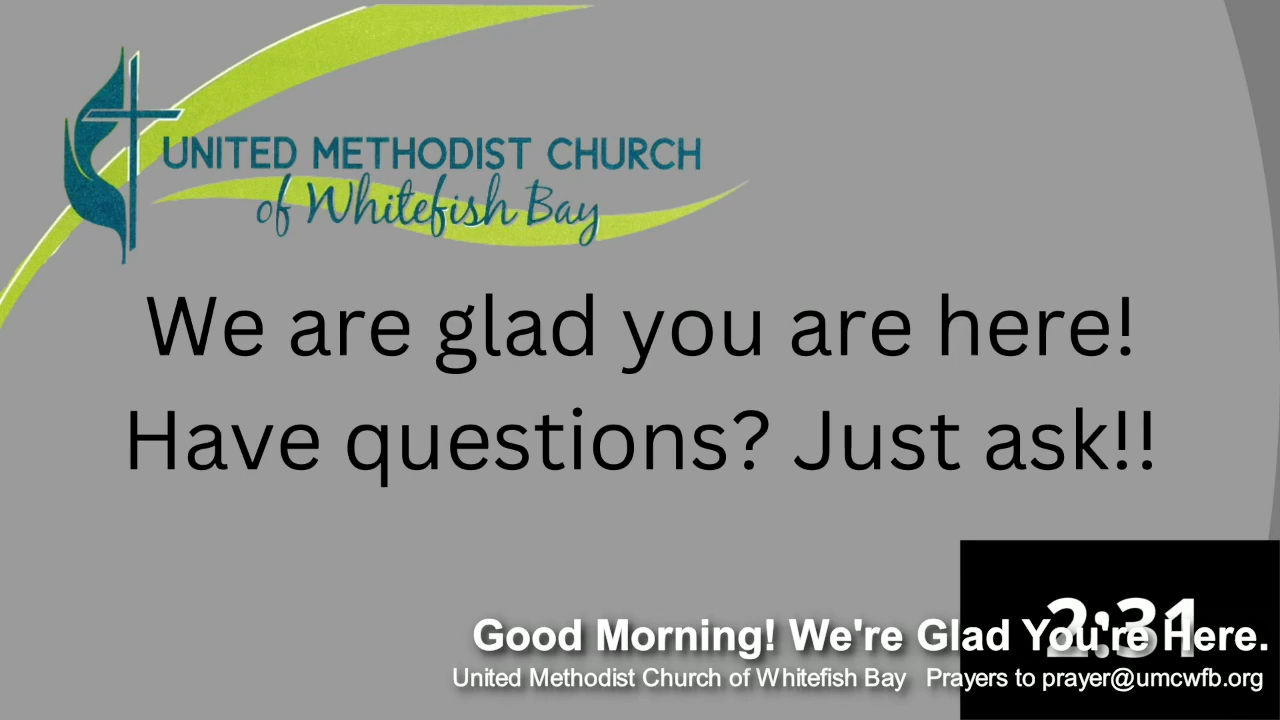 UNITED METHODIST CHURCH
of Whitefish Bay
We are glad you are here!
Have questions? Just ask!!
2:31
Good Morning! We're Glad You're Here.
United Methodist Church of Whitefish Bay Prayers to prayer@umcwfb.org